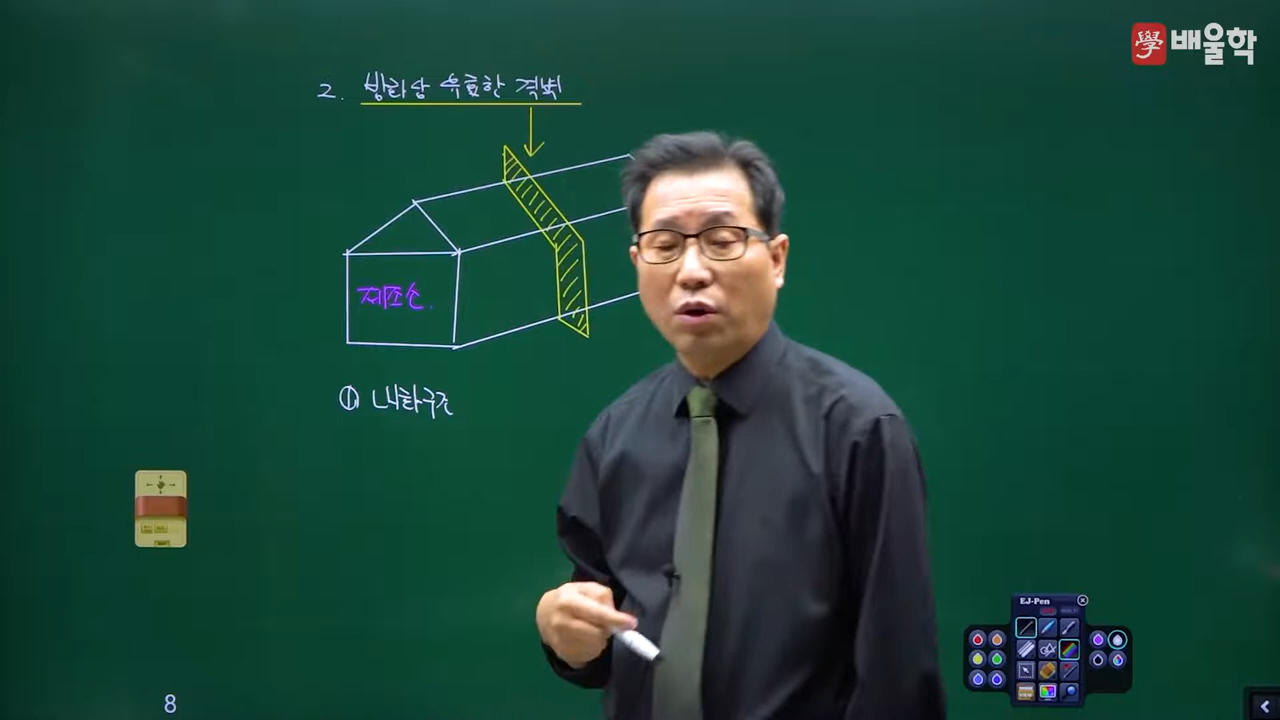 學 배울학
2. 방화상 유효한 격벽
제조소.
① 내화구조
EJ-Pen
8